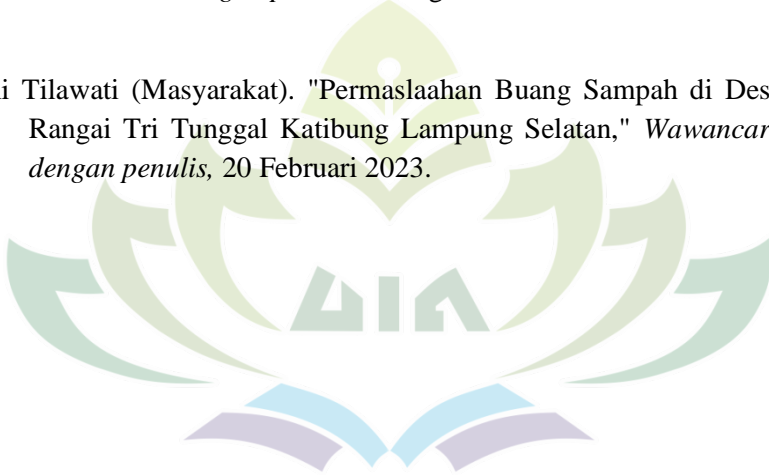 i Tilawati (Masyarakat). "Permaslaahan Buang Sampah di Des
Rangai Tri Tunggal Katibung Lampung Selatan," Wawancar
dengan penulis, 20 Februari 2023.
UIN